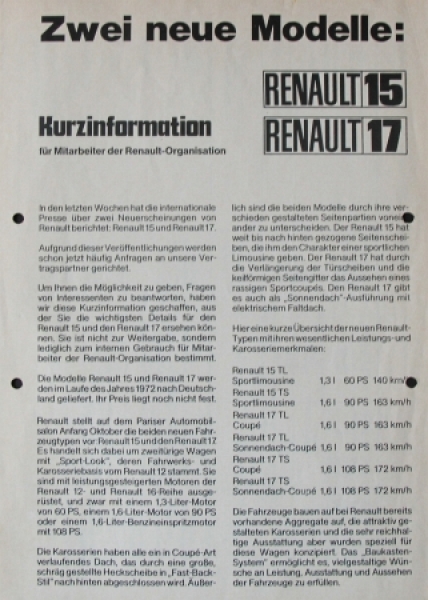 Zwei neue Modelle:
RENAULT 15
Kurzinformation
RENAULT 17
für Mitarbeiter der Renault-Organisation
In den letzten Wochen hat die internationale
Presse über zwei Neuerscheinungen von
Renault berichtet: Renault 15 und Renault 17.
Aufgrund dieser Veröffentlichungen werden
schon jetzt häufig Anfragen an unsere Ver-
tragspartner gerichtet.
Um Ihnen die Möglichkeit zu geben, Fragen
von Interessenten zu beantworten, haben
wir diese Kurzinformation geschaffen, aus
der Sie die wichtigsten Details für den
Renault 15 und den Renault 17 ersehen kön-
nen. Sie ist nicht zur Weitergabe, sondern
lediglich zum internen Gebrauch für Mitar-
beiter der Renault-Organisation bestimmt.
Die Modelle Renault 15 und Renault 17 wer-
den im Laufe des Jahres 1972 nach Deutsch-
land geliefert. Ihr Preis liegt noch nicht fest.
Renault stellt auf dem Pariser Automobil-
salon Anfang Oktober die beiden neuen Fahr-
zeugtypen vor: Renault 15 und den Renault 17.
Es handelt sich dabei um zweitürige Wagen
mit „Sport-Look", deren Fahrwerks- und
Karosseriebasis vom Renault 12 stammt. Sie
sind mit leistungsgesteigerten Motoren der
Renault 12- und Renault 16-Reihe ausge-
rüstet, und zwar mit einem 1,3-Liter-Motor
von 60 PS, einem 1,6-Liter-Motor von 90 PS
oder einem 1,6-Liter-Benzineinspritzmotor
mit 108 PS.
Die Karosserien haben alle ein in Coupé-Art
verlaufendes Dach, das durch eine große,
schräg gestellte Heckscheibe in „Fast-Back-
Stil" nach hinten abgeschlossen wird. Äußer-
lich sind die beiden Modelle durch ihre ver-
schieden gestalteten Seitenpartien vonein-
ander zu unterscheiden. Der Renault 15 hat
weit bis nach hinten gezogene Seitenschei-
ben, die ihm den Charakter einer sportlichen
Limousine geben. Der Renault 17 hat durch
die Verlängerung der Türscheiben und die
keilförmigen Seitengitter das Aussehen eines
rassigen Sportcoupés. Den Renault 17 gibt
es auch als „Sonnendach"-Ausführung mit
elektrischem Faltdach.
Hier eine kurze Übersicht der neuen Renault-
Typen mit ihren wesentlichen Leistungs- und
Karosseriemerkmalen:
Renault 15 TL
Sportlimousine 1,3 l 60 PS 140 km/h
Renault 15 TS
Sportlimousine 1,6 l 90 PS 163 km/h
Renault 17 TL
Coupé 1,6 l 90 PS 163 km/h
Renault 17 TL
Sonnendach-Coupé 1,6 l 90 PS 163 km/h
Renault 17 TS
Coupé 1,6 l 108 PS 172 km/h
Renault 17 TS
Sonnendach-Coupé 1,6 l 108 PS 172 km/h
Die Fahrzeuge bauen auf bei Renault bereits
vorhandene Aggregate auf, die attraktiv ge-
stalteten Karosserien und die sehr reichhal-
tige Ausstattung aber wurden speziell für
diese Wagen konzipiert. Das „Baukasten-
System" ermöglicht es, vielgestaltige Wün-
sche an Leistung, Ausstattung und Aussehen
der Fahrzeuge zu erfüllen.